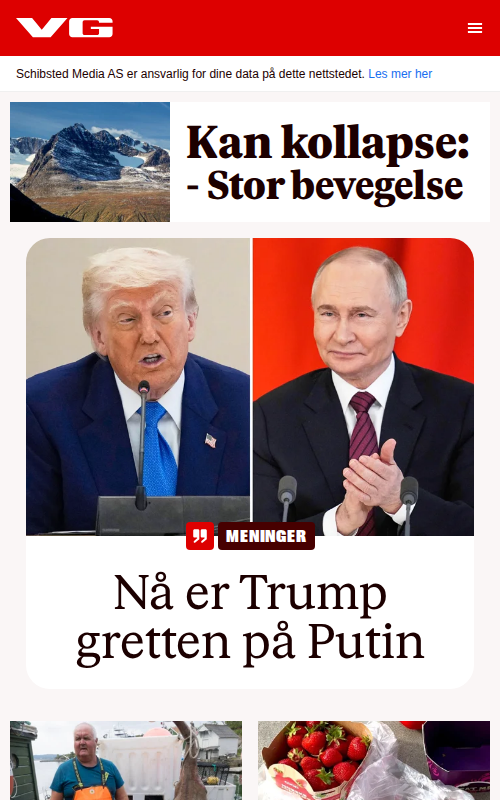 VG
Schibsted Media AS er ansvarlig for dine data på dette nettstedet. Les mer her
Kan kollapse:
- Stor bevegelse
MENINGER
Nå er Trump
gretten på Putin